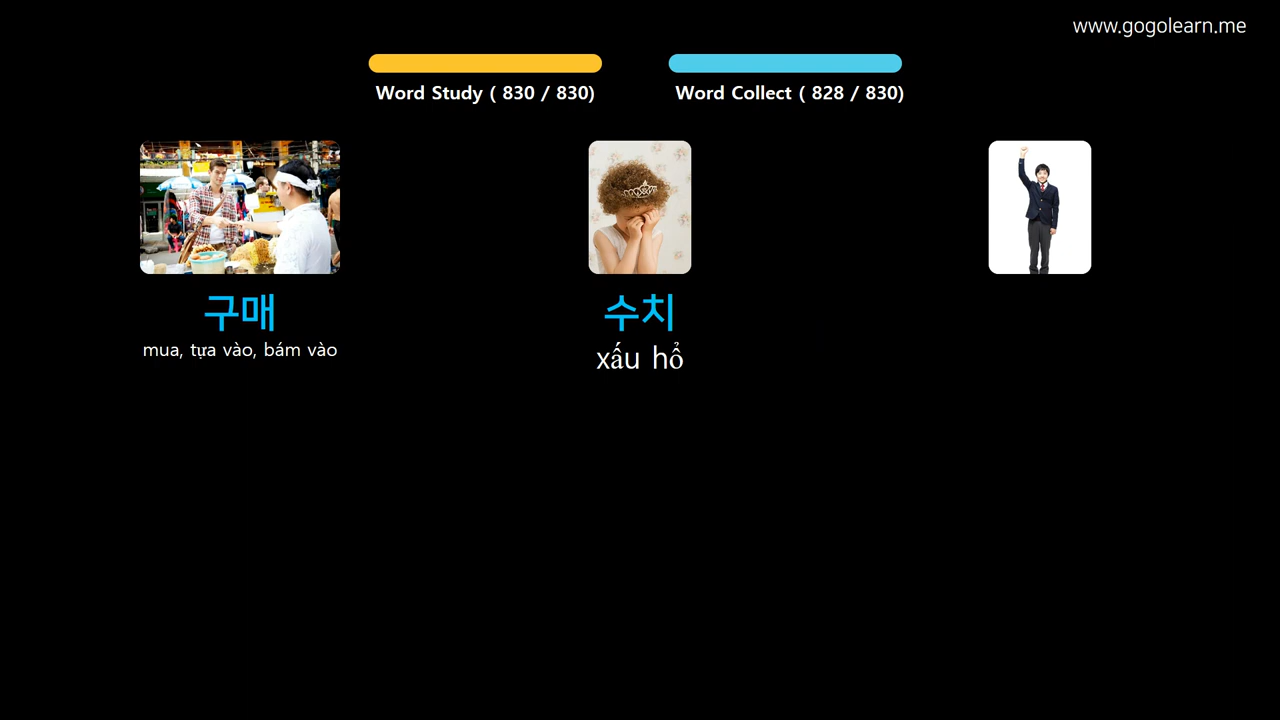 www.gogolearn.me
Word Study ( 830 / 830)
Word Collect ( 828 / 830)
구매
수치
mua, tựa vào, bám vào
xấu hổ